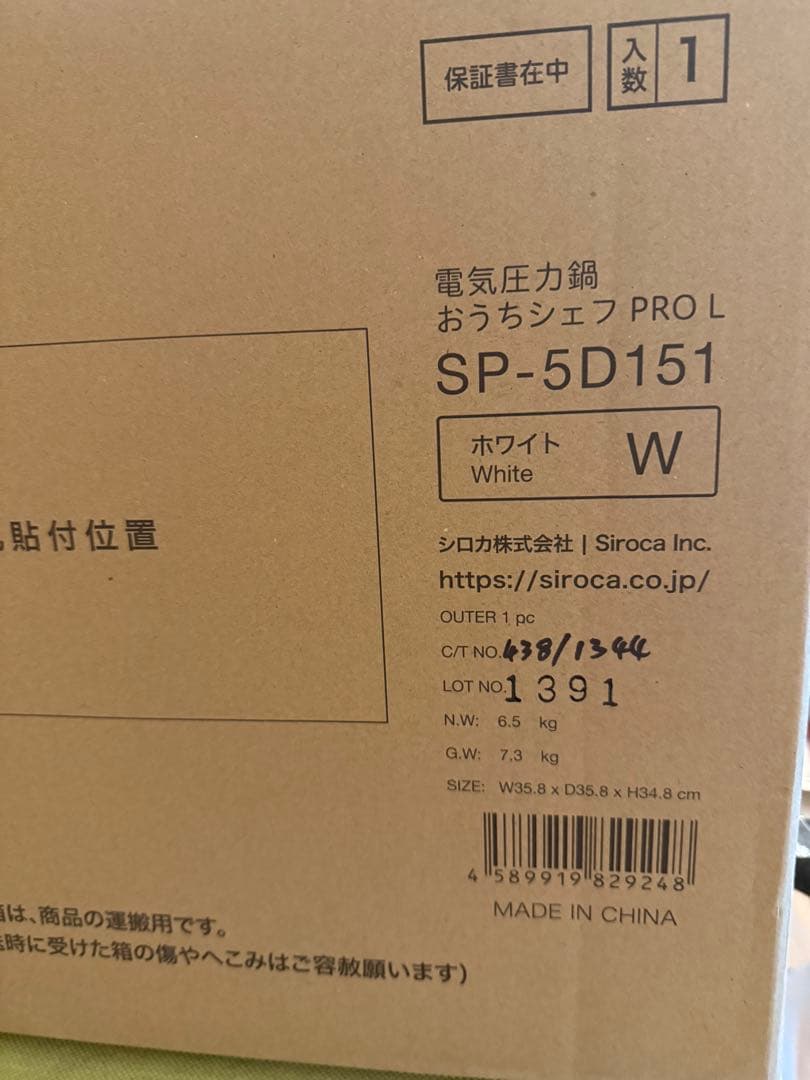 保証書在中
入数 1
電気圧力鍋
おうちシェフ PRO L
SP-5D151
ホワイト
White
W
貼付位置
シロカ株式会社 | Siroca Inc.
https://siroca.co.jp/
OUTER 1 pc
C/T NO. 438/1344
LOT NO. 1391
N.W: 6.5 kg
G.W: 7.3 kg
SIZE: W35.8 x D35.8 x H34.8 cm
4 589919 829248
MADE IN CHINA
箱は、商品の運搬用です。
時に受けた箱の傷やへこみはご容赦願います)